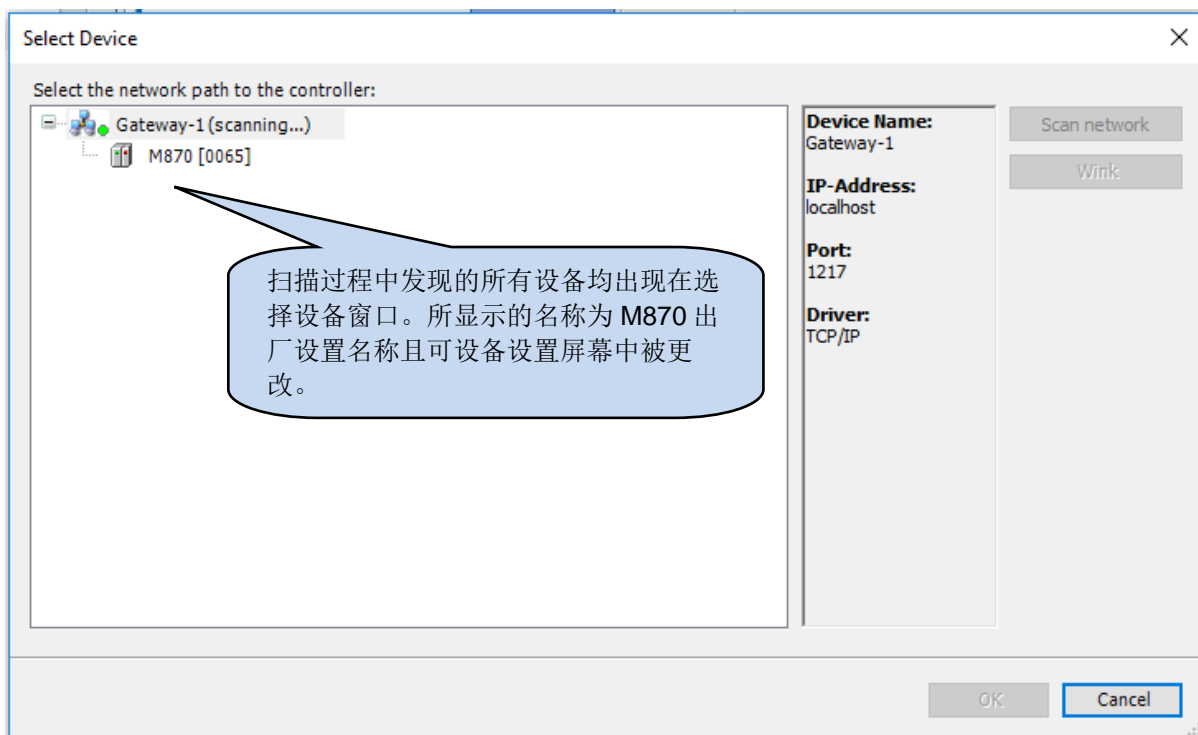 Select Device
Select the network path to the controller:
Gateway-1 (scanning...)
M870 [0065]
扫描过程中发现的所有设备均出现在选
择设备窗口。所显示的名称为 M870 出
厂设置名称且可设备设置屏幕中被更
改。
Device Name:
Gateway-1
IP-Address:
localhost
Port:
1217
Driver:
TCP/IP
Scan network
Wink
OK
Cancel